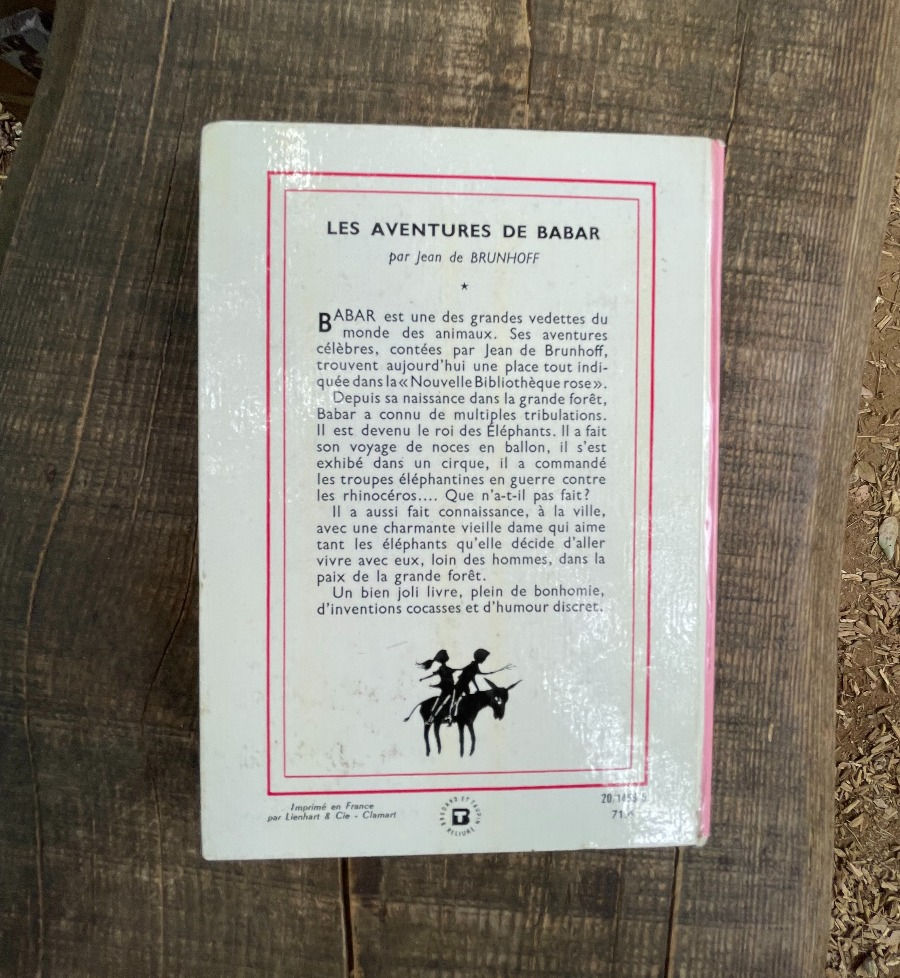 LES AVENTURES DE BABAR
par Jean de BRUNHOFF
BABAR est une des grandes vedettes du
monde des animaux. Ses aventures
célèbres, contées par Jean de Brunhoff,
trouvent aujourd'hui une place tout indi-
quée dans la « Nouvelle Bibliothèque rose ».
Depuis sa naissance dans la grande forêt,
Babar a connu de multiples tribulations.
Il est devenu le roi des Éléphants. Il a fait
son voyage de noces en ballon, il s'est
exhibé dans un cirque, il a commandé
les troupes éléphantines en guerre contre
les rhinocéros.... Que n'a-t-il pas fait?
Il a aussi fait connaissance, à la ville,
avec une charmante vieille dame qui aime
tant les éléphants qu'elle décide d'aller
vivre avec eux, loin des hommes, dans la
paix de la grande forêt.
Un bien joli livre, plein de bonhomie,
d'inventions cocasses et d'humour discret.
Imprimé en France
par Lienhart & Cie - Clamart
BRODARD ET TAUPIN
RELIURE